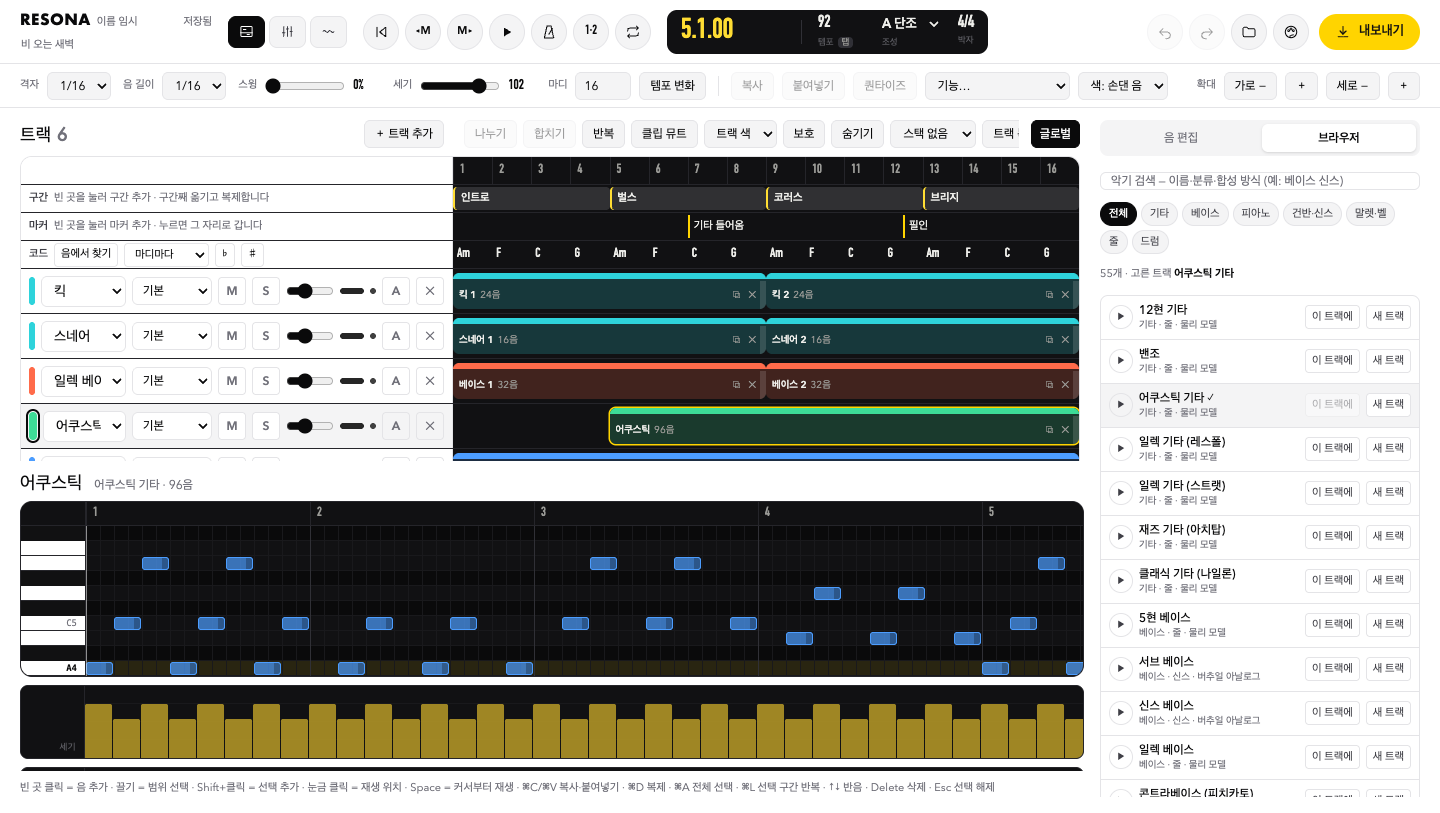 RESONA 이름 임시 저장됨
비 오는 새벽
◂M M▸ 1·2
5.1.00
92 템포 탭
A 단조 조성
4/4 박자
내보내기
격자 1/16 음 길이 1/16 스윙 0% 세기 102 마디 16 템포 변화 복사 붙여넣기 퀀타이즈 기능… 색: 손댄 음 확대 가로 – + 세로 – +
트랙 6
+ 트랙 추가 나누기 합치기 반복 클립 뮤트 트랙 색 보호 숨기기 스택 없음 트랙 글로벌
1 2 3 4 5 6 7 8 9 10 11 12 13 14 15 16
구간 빈 곳을 눌러 구간 추가 · 구간째 옮기고 복제합니다
인트로 벌스 코러스 브리지
마커 빈 곳을 눌러 마커 추가 · 누르면 그 자리로 갑니다
기타 들어옴 필인
코드 음에서 찾기 마디마다 ♭ #
Am F C G Am F C G Am F C G Am F C G
킥 기본 M S A ×
킥 1 24음 킥 2 24음
스네어 기본 M S A ×
스네어 1 16음 스네어 2 16음
일렉 베이 기본 M S A ×
베이스 1 32음 베이스 2 32음
어쿠스틱 기본 M S A ×
어쿠스틱 96음
어쿠스틱 어쿠스틱 기타 · 96음
1 2 3 4 5
C5
A4
세기
빈 곳 클릭 = 음 추가 · 끌기 = 범위 선택 · Shift+클릭 = 선택 추가 · 눈금 클릭 = 재생 위치 · Space = 커서부터 재생 · ⌘C/⌘V 복사·붙여넣기 · ⌘D 복제 · ⌘A 전체 선택 · ⌘L 선택 구간 반복 · ↑↓ 반음 · Delete 삭제 · Esc 선택 해제
음 편집 브라우저
악기 검색 – 이름·분류·합성 방식 (예: 베이스 신스)
전체 기타 베이스 피아노 건반·신스 말렛·벨
줄 드럼
55개 · 고른 트랙 어쿠스틱 기타
12현 기타
기타 · 줄 · 물리 모델
이 트랙에 새 트랙
밴조
기타 · 줄 · 물리 모델
이 트랙에 새 트랙
어쿠스틱 기타 ✓
기타 · 줄 · 물리 모델
이 트랙에 새 트랙
일렉 기타 (레스폴)
기타 · 줄 · 물리 모델
이 트랙에 새 트랙
일렉 기타 (스트랫)
기타 · 줄 · 물리 모델
이 트랙에 새 트랙
재즈 기타 (아치탑)
기타 · 줄 · 물리 모델
이 트랙에 새 트랙
클래식 기타 (나일론)
기타 · 줄 · 물리 모델
이 트랙에 새 트랙
5현 베이스
베이스 · 줄 · 물리 모델
이 트랙에 새 트랙
서브 베이스
베이스 · 신스 · 버추얼 아날로그
이 트랙에 새 트랙
신스 베이스
베이스 · 신스 · 버추얼 아날로그
이 트랙에 새 트랙
일렉 베이스
베이스 · 줄 · 물리 모델
이 트랙에 새 트랙
콘트라베이스 (피치카토)